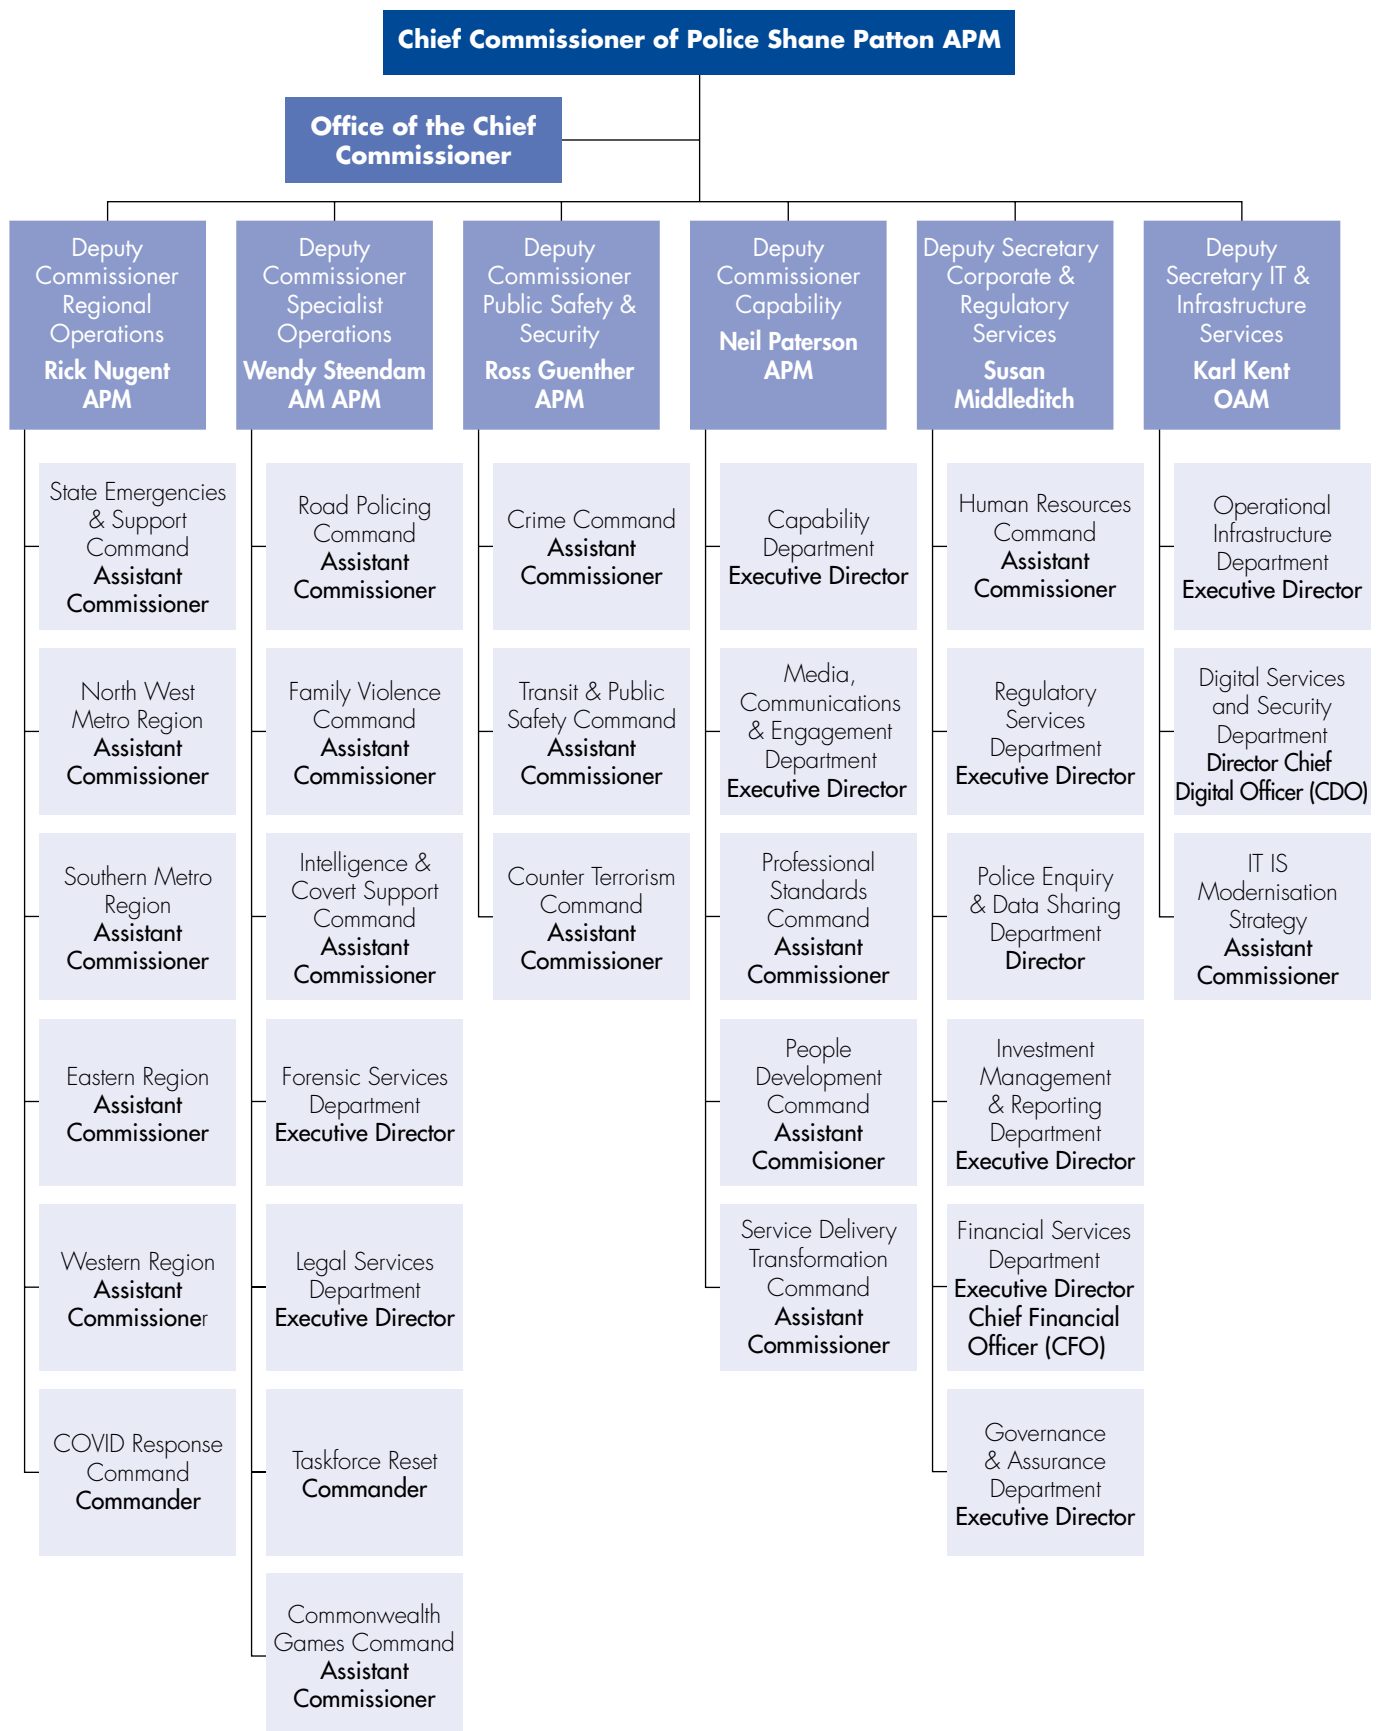 Chief Commissioner of Police Shane Patton APM
Office of the Chief
Commissioner
Deputy
Commissioner
Regional
Operations
Rick Nugent
APM
Deputy
Commissioner
Specialist
Operations
Wendy Steendam
AM APM
Deputy
Commissioner
Public Safety &
Security
Ross Guenther
APM
Deputy
Commissioner
Capability
Neil Paterson
APM
Deputy Secretary
Corporate &
Regulatory
Services
Susan
Middleditch
Deputy
Secretary IT &
Infrastructure
Services
Karl Kent
OAM
State Emergencies
& Support
Command
Assistant
Commissioner
North West
Metro Region
Assistant
Commissioner
Southern Metro
Region
Assistant
Commissioner
Eastern Region
Assistant
Commissioner
Western Region
Assistant
Commissioner
COVID Response
Command
Commander
Road Policing
Command
Assistant
Commissioner
Family Violence
Command
Assistant
Commissioner
Intelligence &
Covert Support
Command
Assistant
Commissioner
Forensic Services
Department
Executive Director
Legal Services
Department
Executive Director
Taskforce Reset
Commander
Commonwealth
Games Command
Assistant
Commissioner
Crime Command
Assistant
Commissioner
Transit & Public
Safety Command
Assistant
Commissioner
Counter Terrorism
Command
Assistant
Commissioner
Capability
Department
Executive Director
Media,
Communications
& Engagement
Department
Executive Director
Professional
Standards
Command
Assistant
Commissioner
People
Development
Command
Assistant
Commisioner
Service Delivery
Transformation
Command
Assistant
Commissioner
Human Resources
Command
Assistant
Commissioner
Regulatory
Services
Department
Executive Director
Police Enquiry
& Data Sharing
Department
Director
Investment
Management
& Reporting
Department
Executive Director
Financial Services
Department
Executive Director
Chief Financial
Officer (CFO)
Governance
& Assurance
Department
Executive Director
Operational
Infrastructure
Department
Executive Director
Digital Services
and Security
Department
Director Chief
Digital Officer (CDO)
IT IS
Modernisation
Strategy
Assistant
Commissioner